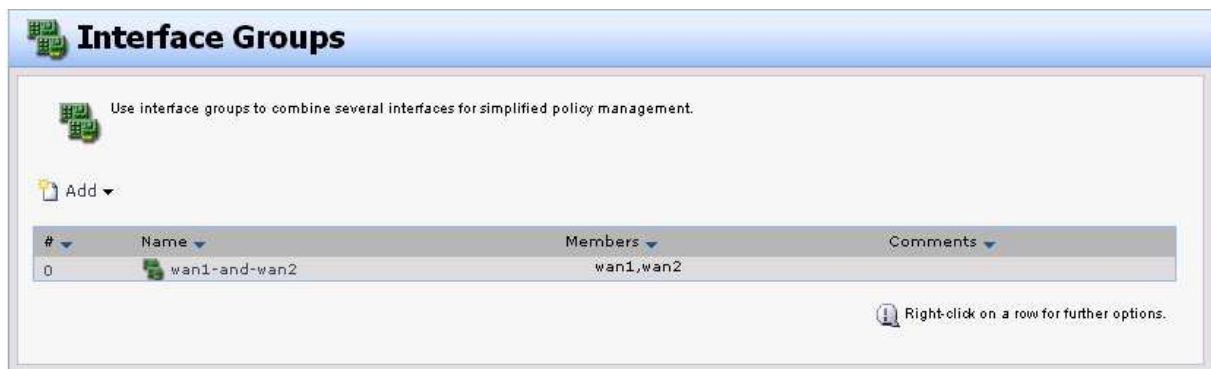 Interface Groups
Use interface groups to combine several interfaces for simplified policy management.
Add
# Name Members Comments
0 wan1-and-wan2 wan1,wan2
Right-click on a row for further options.